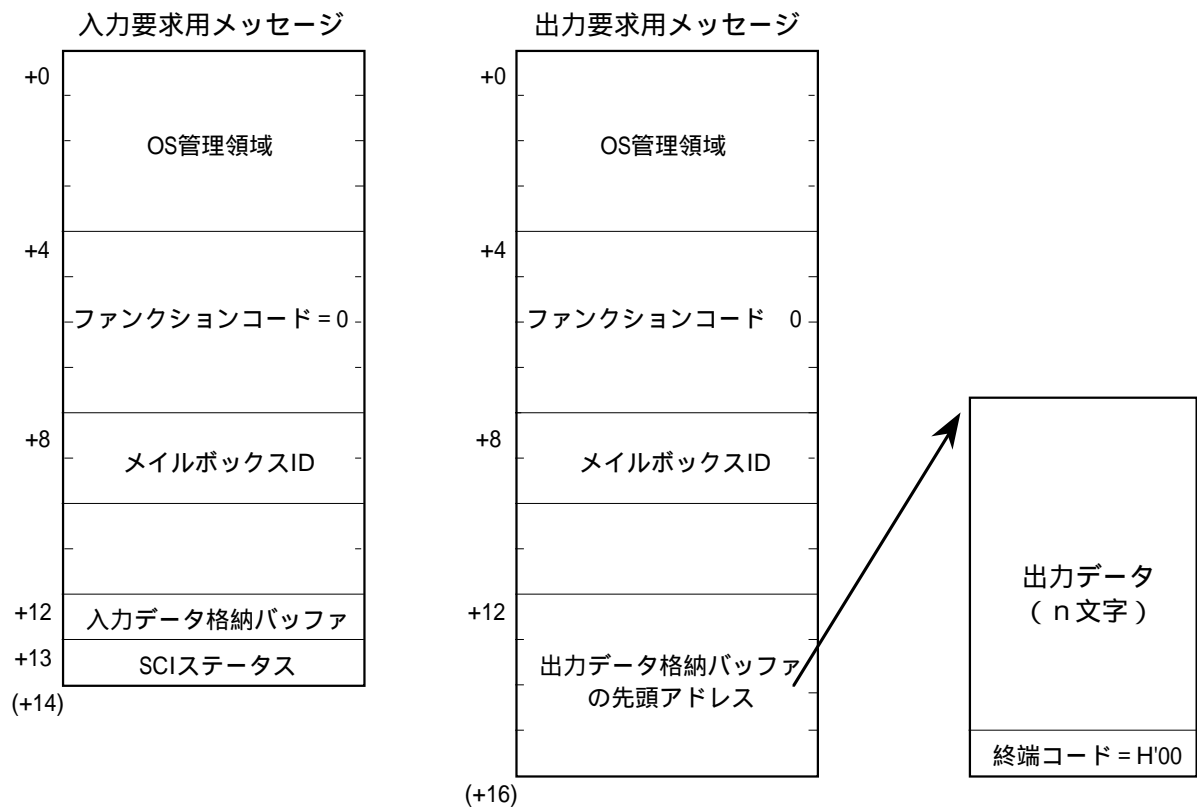 入力要求用メッセージ
+0
OS管理領域
+4
ファンクションコード = 0
+8
メイルボックスID
+12
入力データ格納バッファ
+13
SCIステータス
(+14)
出力要求用メッセージ
+0
OS管理領域
+4
ファンクションコード　0
+8
メイルボックスID
+12
出力データ格納バッファ
の先頭アドレス
(+16)
出力データ
( n文字 )
終端コード = H'00